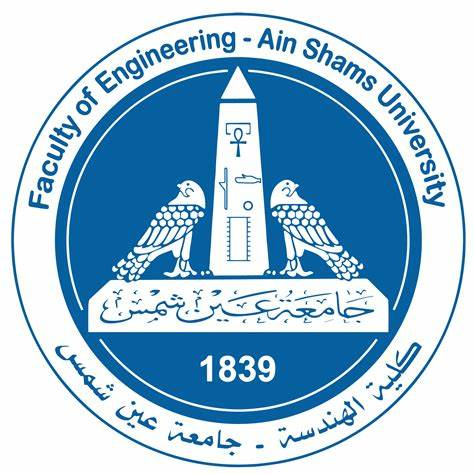 Faculty of Engineering - Ain Shams University
جامعة عين شمس
1839
كلية الهندسة - جامعة عين شمس